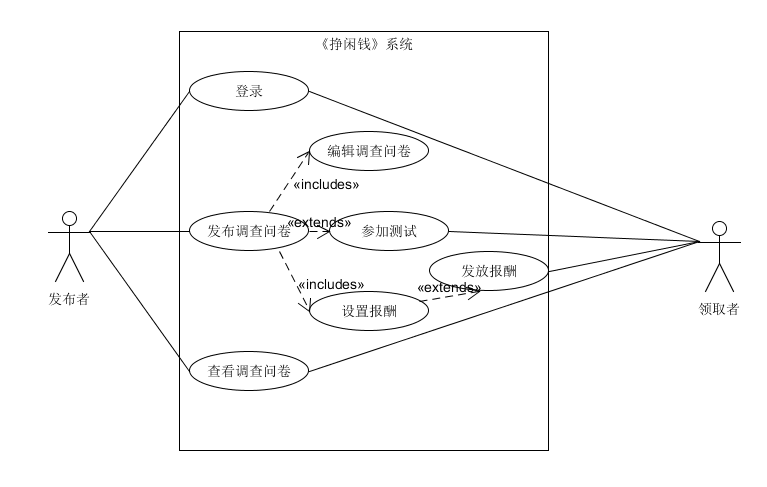 《挣闲钱》系统
登录
编辑调查问卷
«includes»
发布调查问卷
«extends»
参加测试
发放报酬
«includes»
«extends»
设置报酬
发布者
领取者
查看调查问卷